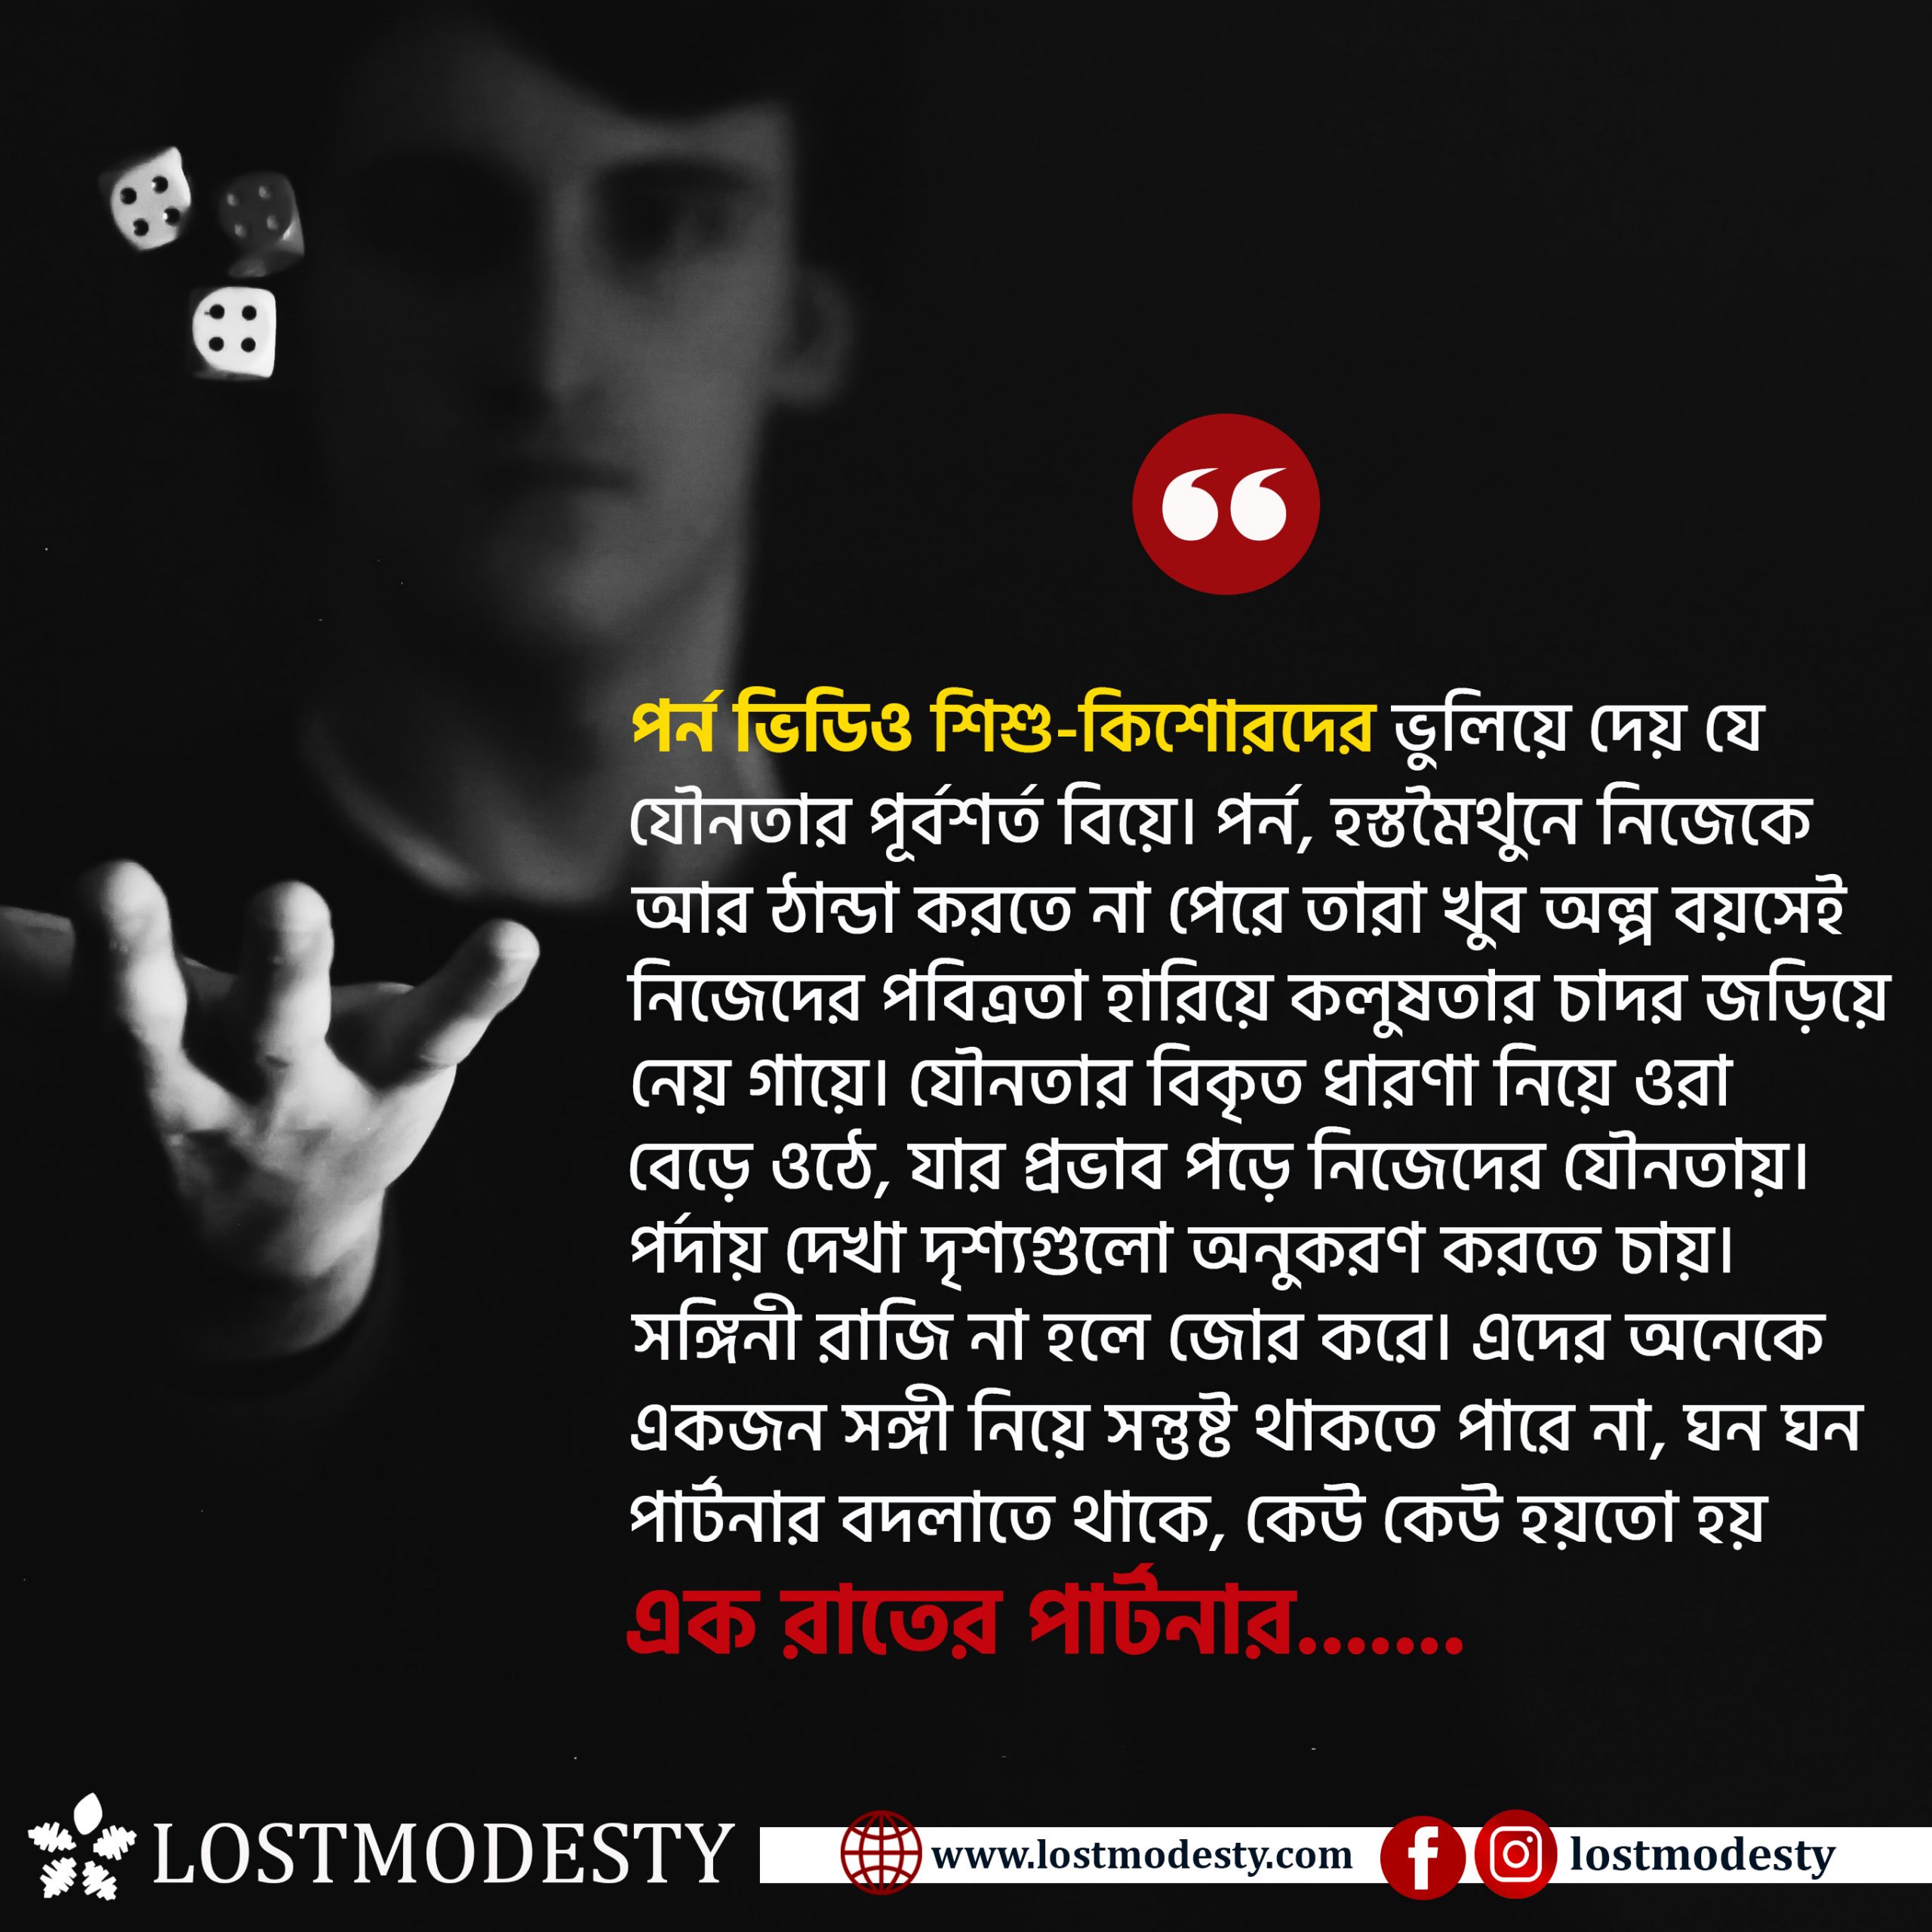 পর্ন ভিডিও শিশু-কিশোরদের ভুলিয়ে দেয় যে
যৌনতার পূর্বশর্ত বিয়ে। পর্ন, হস্তমৈথুনে নিজেকে
আর ঠান্ডা করতে না পেরে তারা খুব অল্প বয়সেই
নিজেদের পবিত্রতা হারিয়ে কলুষতার চাদর জড়িয়ে
নেয় গায়ে। যৌনতার বিকৃত ধারণা নিয়ে ওরা
বেড়ে ওঠে, যার প্রভাব পড়ে নিজেদের যৌনতায়।
পর্দায় দেখা দৃশ্যগুলো অনুকরণ করতে চায়।
সঙ্গিনী রাজি না হলে জোর করে। এদের অনেকে
একজন সঙ্গী নিয়ে সন্তুষ্ট থাকতে পারে না, ঘন ঘন
পার্টনার বদলাতে থাকে, কেউ কেউ হয়তো হয়
এক রাতের পার্টনার.......
LOSTMODESTY www.lostmodesty.com lostmodesty